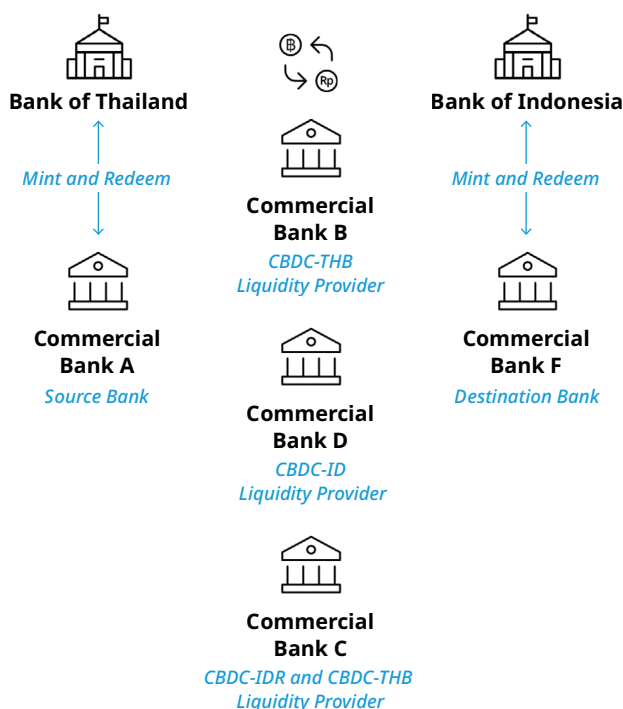 ฿
Rp
Bank of Thailand
Bank of Indonesia
Mint and Redeem
Mint and Redeem
Commercial
Bank B
CBDC-THB
Liquidity Provider
Commercial
Bank A
Source Bank
Commercial
Bank F
Destination Bank
Commercial
Bank D
CBDC-ID
Liquidity Provider
Commercial
Bank C
CBDC-IDR and CBDC-THB
Liquidity Provider